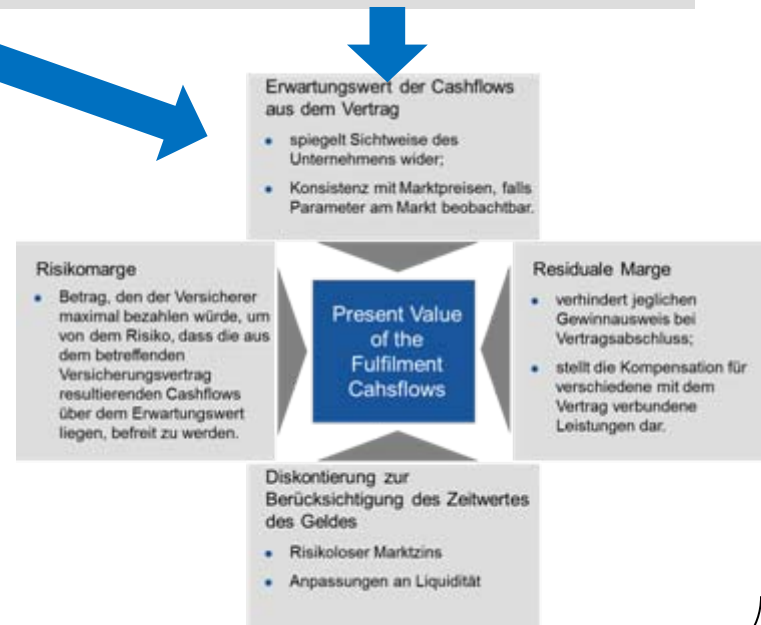 Erwartungswert der Cashflows
aus dem Vertrag
• spiegelt Sichtweise des
Unternehmens wider;
• Konsistenz mit Marktpreisen, falls
Parameter am Markt beobachtbar.
Risikomarge
• Betrag, den der Versicherer
maximal bezahlen würde, um
von dem Risiko, dass die aus
dem betreffenden
Versicherungsvertrag
resultierenden Cashflows
über dem Erwartungswert
liegen, befreit zu werden.
Present Value
of the
Fulfilment
Cahsflows
Residuale Marge
• verhindert jeglichen
Gewinnausweis bei
Vertragsabschluss;
• stellt die Kompensation für
verschiedene mit dem
Vertrag verbundene
Leistungen dar.
Diskontierung zur
Berücksichtigung des Zeitwertes
des Geldes
• Risikoloser Marktzins
• Anpassungen an Liquidität